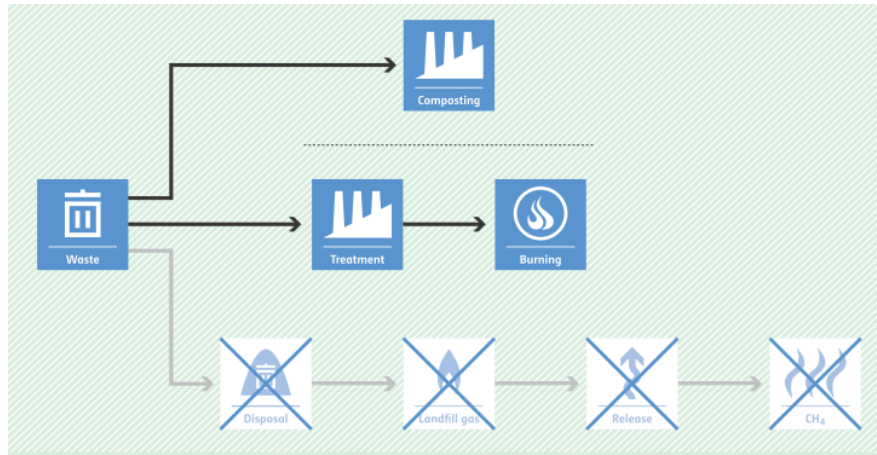 Composting
Waste
Treatment
Burning
Disposal
Landfill gas
Release
CH₄